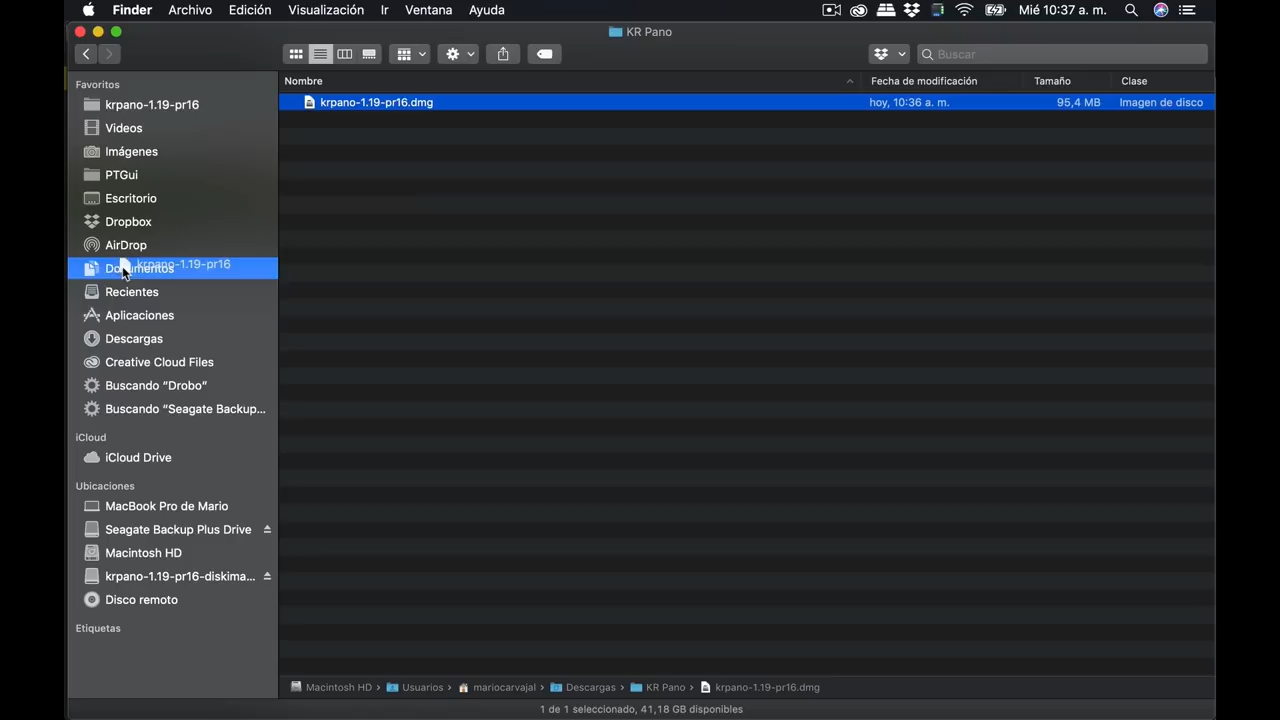 Finder Archivo Edición Visualización Ir Ventana Ayuda Mié 10:37 a. m.
KR Pano
Buscar
Favoritos
krpano-1.19-pr16
Videos
Imágenes
PTGui
Escritorio
Dropbox
AirDrop
Documentos
krpano-1.19-pr16
Recientes
Aplicaciones
Descargas
Creative Cloud Files
Buscando “Drobo”
Buscando “Seagate Backup...
iCloud
iCloud Drive
Ubicaciones
MacBook Pro de Mario
Seagate Backup Plus Drive
Macintosh HD
krpano-1.19-pr16-diskima...
Disco remoto
Etiquetas
Nombre Fecha de modificación Tamaño Clase
krpano-1.19-pr16.dmg hoy, 10:36 a. m. 95,4 MB Imagen de disco
Macintosh HD › Usuarios › mariocarvajal › Descargas › KR Pano › krpano-1.19-pr16.dmg
1 de 1 seleccionado, 41,18 GB disponibles